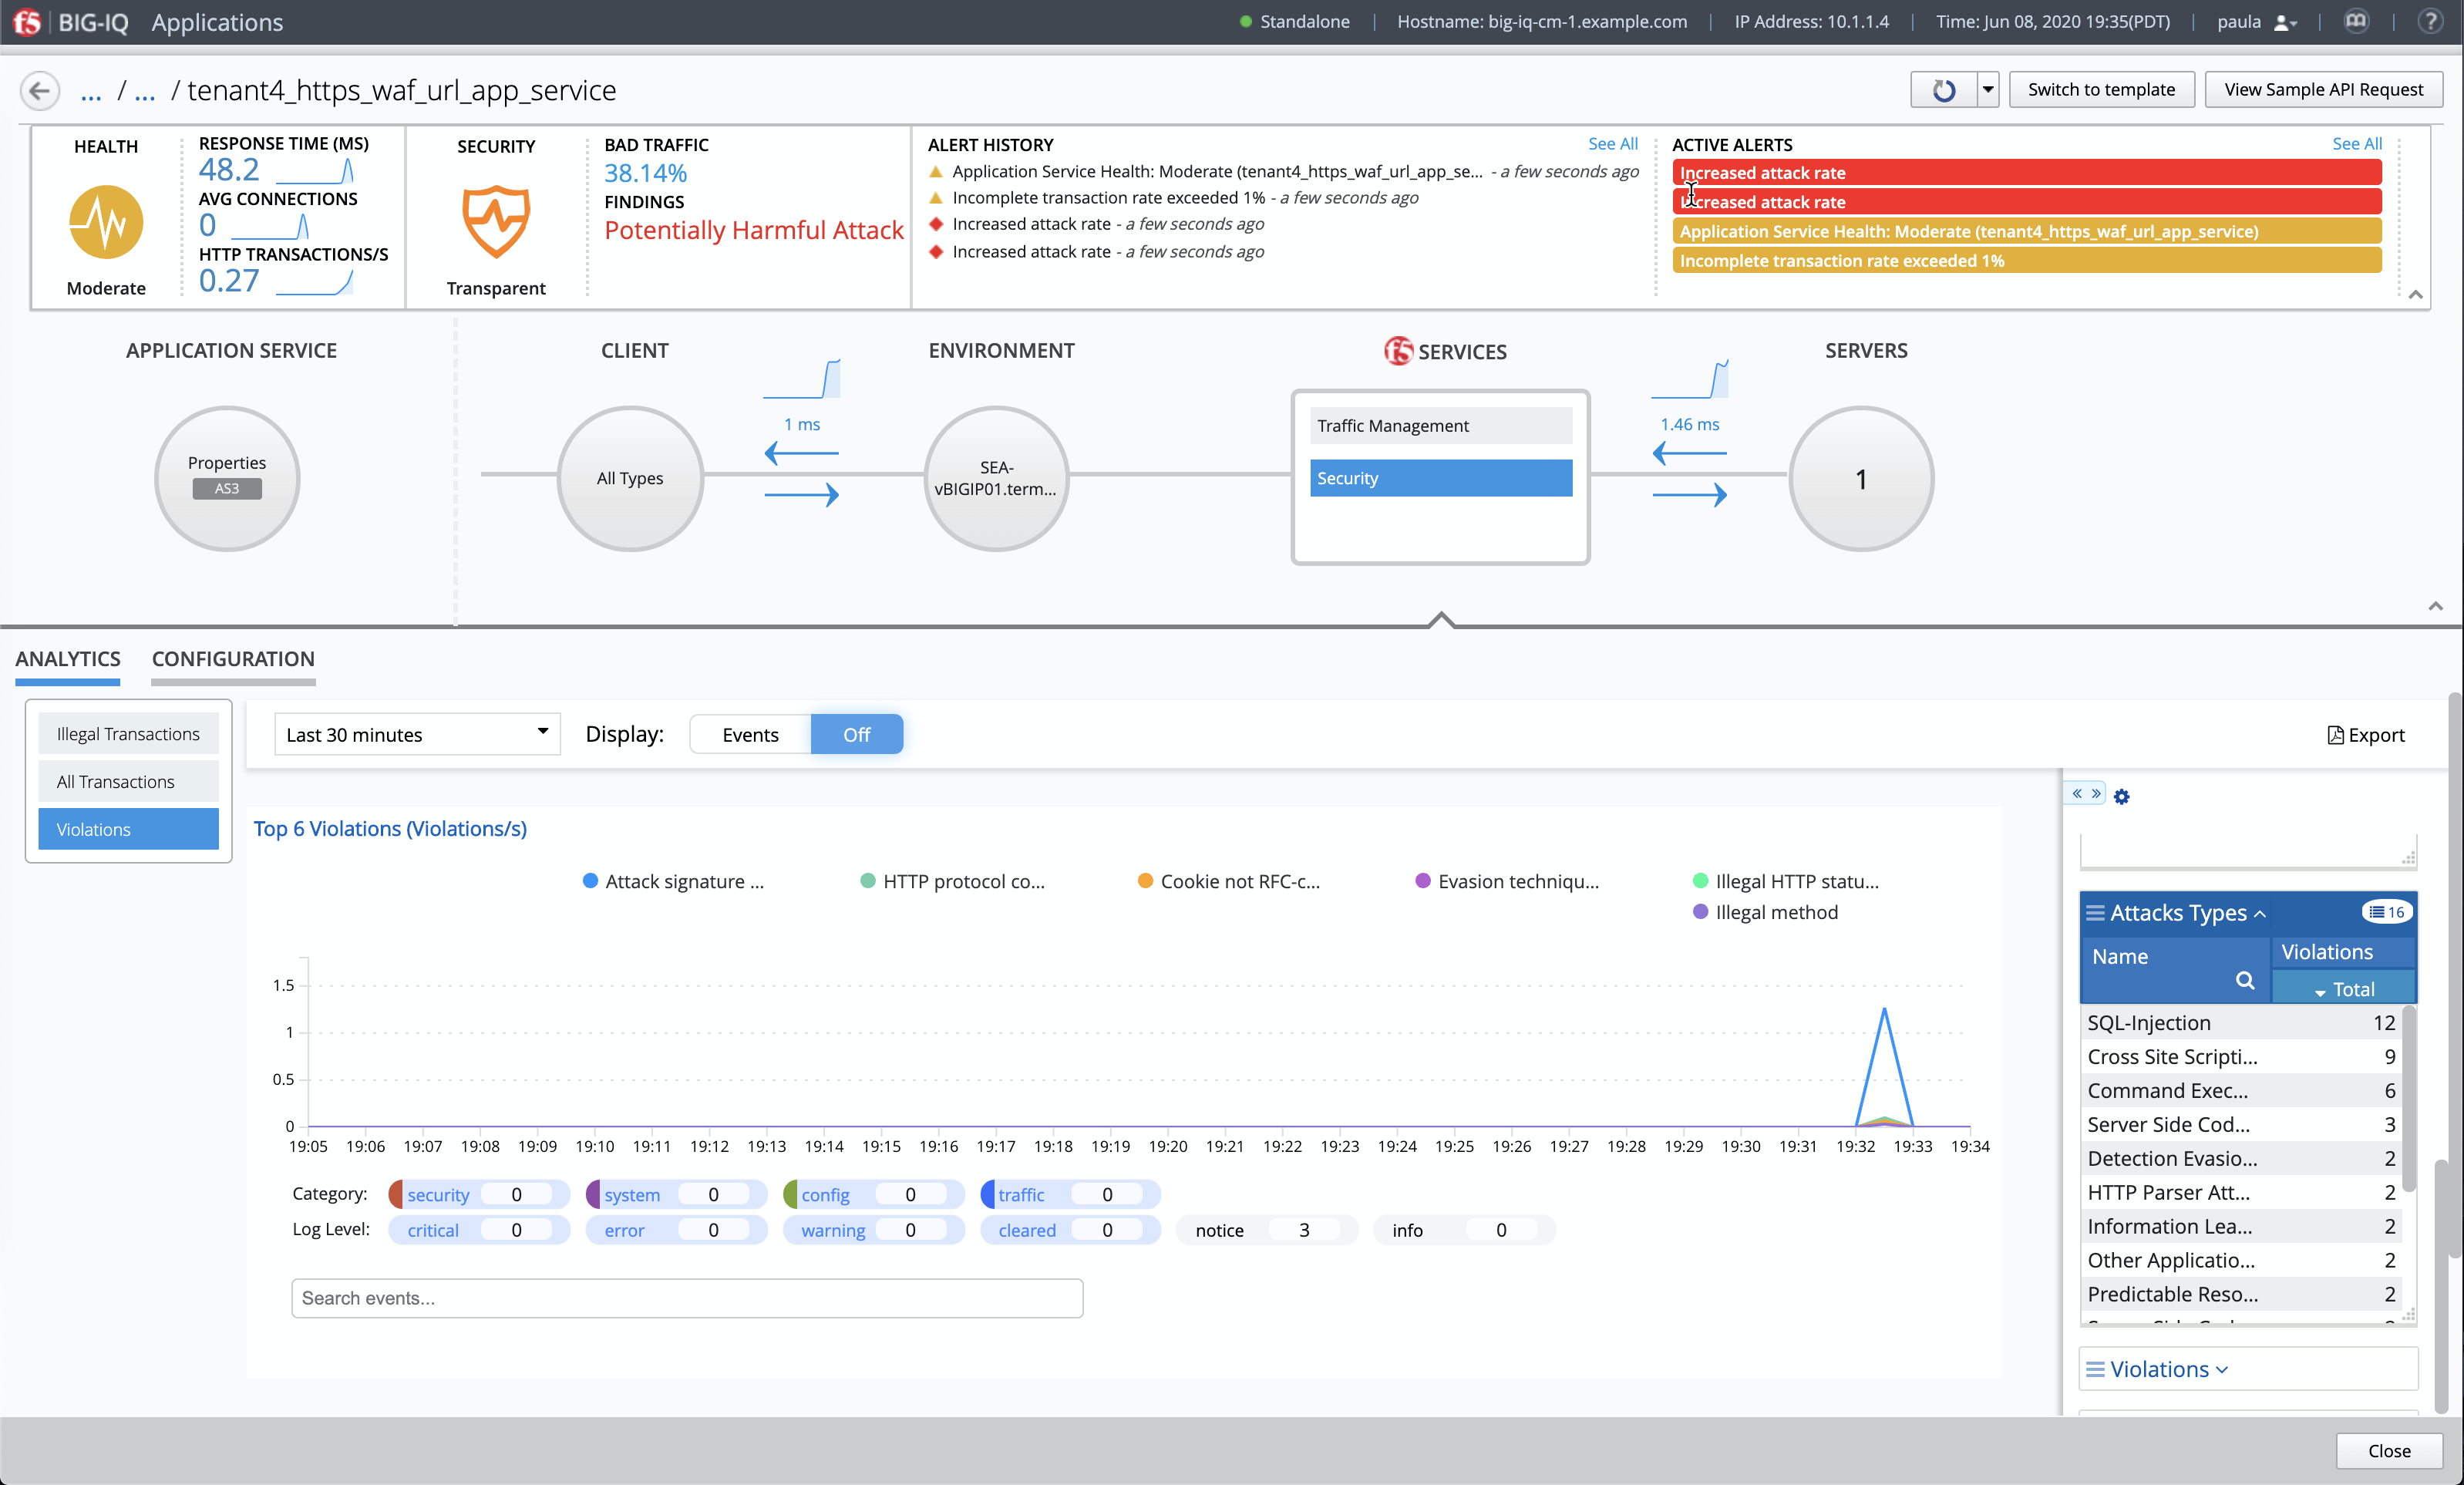 f5 BIG-IQ Applications
Standalone
Hostname: big-iq-cm-1.example.com
IP Address: 10.1.1.4
Time: Jun 08, 2020 19:35(PDT)
paula
?
... / ... / tenant4_https_waf_url_app_service
Switch to template
View Sample API Request
HEALTH
Moderate
RESPONSE TIME (MS)
48.2
AVG CONNECTIONS
0
HTTP TRANSACTIONS/S
0.27
SECURITY
Transparent
BAD TRAFFIC
38.14%
FINDINGS
Potentially Harmful Attack
ALERT HISTORY
See All
Application Service Health: Moderate (tenant4_https_waf_url_app_se... - a few seconds ago
Incomplete transaction rate exceeded 1% - a few seconds ago
Increased attack rate - a few seconds ago
Increased attack rate - a few seconds ago
ACTIVE ALERTS
See All
Increased attack rate
Increased attack rate
Application Service Health: Moderate (tenant4_https_waf_url_app_service)
Incomplete transaction rate exceeded 1%
APPLICATION SERVICE
CLIENT
ENVIRONMENT
f5 SERVICES
SERVERS
Properties
AS3
All Types
1 ms
SEA-
vBIGIP01.term...
Traffic Management
Security
1.46 ms
1
ANALYTICS
CONFIGURATION
Illegal Transactions
All Transactions
Violations
Last 30 minutes
Display:
Events
Off
Export
Top 6 Violations (Violations/s)
Attack signature ...
HTTP protocol co...
Cookie not RFC-c...
Evasion techniqu...
Illegal HTTP statu...
Illegal method
1.5
1
0.5
0
19:05 19:06 19:07 19:08 19:09 19:10 19:11 19:12 19:13 19:14 19:15 19:16 19:17 19:18 19:19 19:20 19:21 19:22 19:23 19:24 19:25 19:26 19:27 19:28 19:29 19:30 19:31 19:32 19:33 19:34
Category: security 0 system 0 config 0 traffic 0
Log Level: critical 0 error 0 warning 0 cleared 0 notice 3 info 0
Search events...
« »
Attacks Types 16
Name
Violations
Total
SQL-Injection 12
Cross Site Scripti... 9
Command Exec... 6
Server Side Cod... 3
Detection Evasio... 2
HTTP Parser Att... 2
Information Lea... 2
Other Applicatio... 2
Predictable Reso... 2
Violations
Close